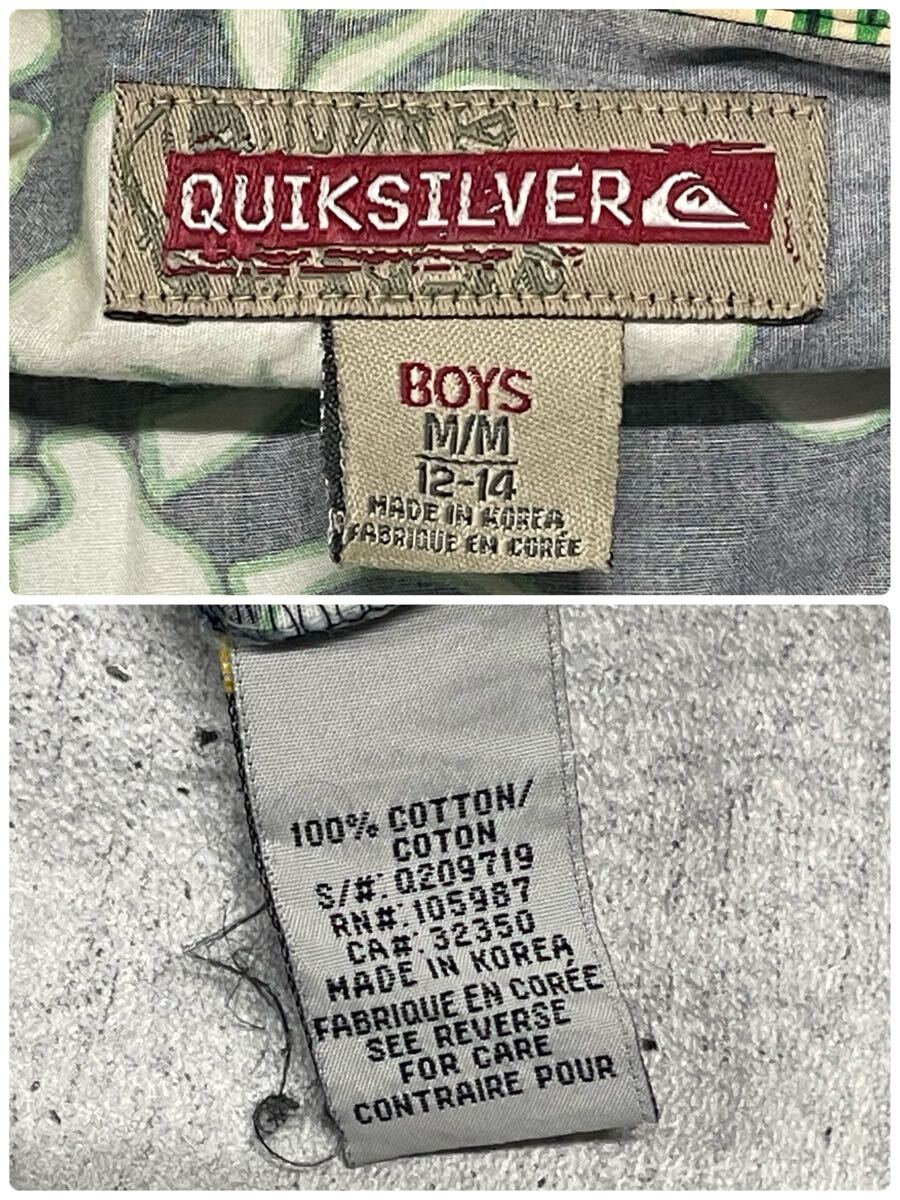 QUIKSILVER
BOYS
M/M
12-14
MADE IN KOREA
FABRIQUE EN CORÉE
100% COTTON/
COTON
S/#: Q209719
RN#: 105987
CA#: 32350
MADE IN KOREA
FABRIQUE EN CORÉE
SEE REVERSE
FOR CARE
CONTRAIRE POUR